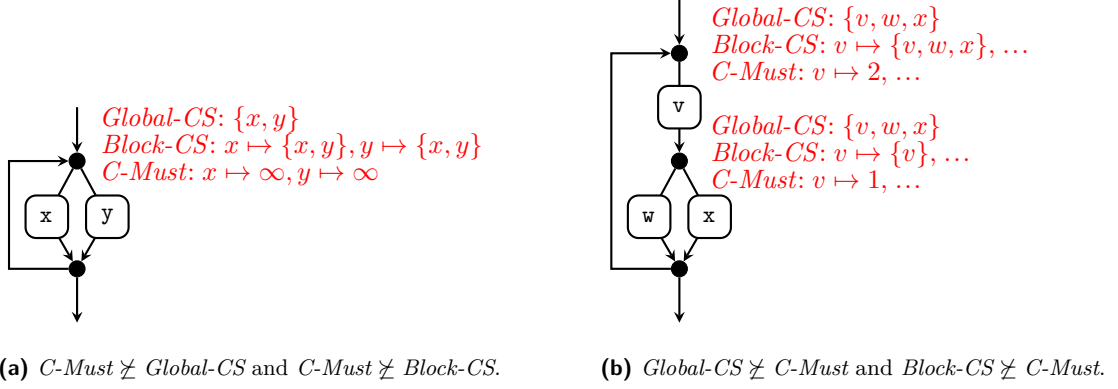 Global-CS: {x, y}
Block-CS: x ↦ {x, y}, y ↦ {x, y}
C-Must: x ↦ ∞, y ↦ ∞
x
y
(a) C-Must ⋡ Global-CS and C-Must ⋡ Block-CS.
Global-CS: {v, w, x}
Block-CS: v ↦ {v, w, x}, …
C-Must: v ↦ 2, …
v
Global-CS: {v, w, x}
Block-CS: v ↦ {v}, …
C-Must: v ↦ 1, …
w
x
(b) Global-CS ⋡ C-Must and Block-CS ⋡ C-Must.